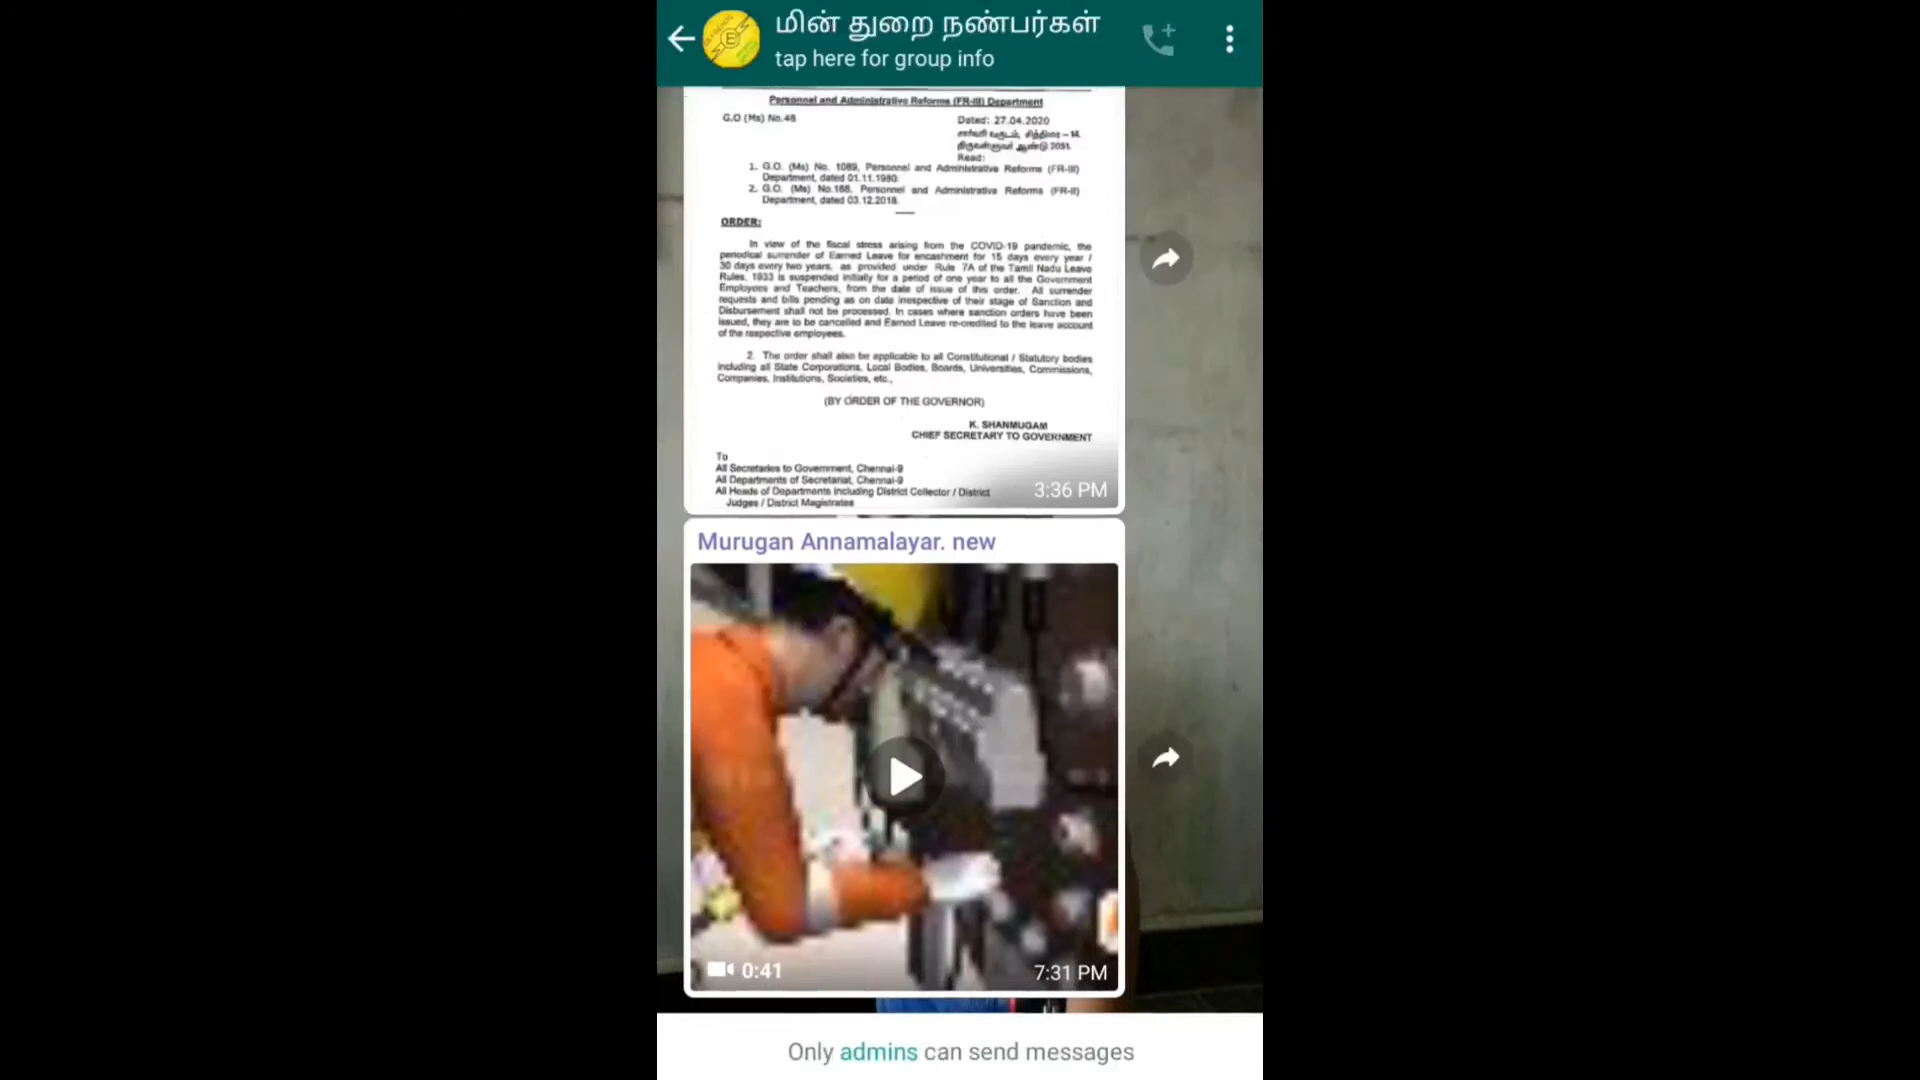 மின் துறை நண்பர்கள்
tap here for group info
Personnel and Administrative Reforms (FR-III) Department
G.O (Ms) No.48
Dated: 27.04.2020
சார்வரி வருடம், சித்திரை – 14.
திருவள்ளுவர் ஆண்டு 2051.
Read:
1. G.O. (Ms) No. 1089, Personnel and Administrative Reforms (FR-III)
Department, dated 01.11.1980.
2. G.O. (Ms) No.168, Personnel and Administrative Reforms (FR-II)
Department, dated 03.12.2018.
ORDER:
In view of the fiscal stress arising from the COVID-19 pandemic, the
periodical surrender of Earned Leave for encashment for 15 days every year /
30 days every two years, as provided under Rule 7A of the Tamil Nadu Leave
Rules, 1933 is suspended initially for a period of one year to all the Government
Employees and Teachers, from the date of issue of this order. All surrender
requests and bills pending as on date irrespective of their stage of Sanction and
Disbursement shall not be processed. In cases where sanction orders have been
issued, they are to be cancelled and Earned Leave re-credited to the leave account
of the respective employees.
2. The order shall also be applicable to all Constitutional / Statutory bodies
including all State Corporations, Local Bodies, Boards, Universities, Commissions,
Companies, Institutions, Societies, etc.,
(BY ORDER OF THE GOVERNOR)
K. SHANMUGAM
CHIEF SECRETARY TO GOVERNMENT
To
All Secretaries to Government, Chennai-9
All Departments of Secretariat, Chennai-9
All Heads of Departments including District Collector / District
Judges / District Magistrates
3:36 PM
Murugan Annamalayar. new
0:41
7:31 PM
Only admins can send messages